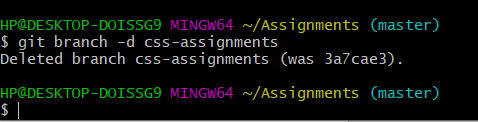 HP@DESKTOP-DOISSG9 MINGW64 ~/Assignments (master)
$ git branch -d css-assignments
Deleted branch css-assignments (was 3a7cae3).
HP@DESKTOP-DOISSG9 MINGW64 ~/Assignments (master)
$